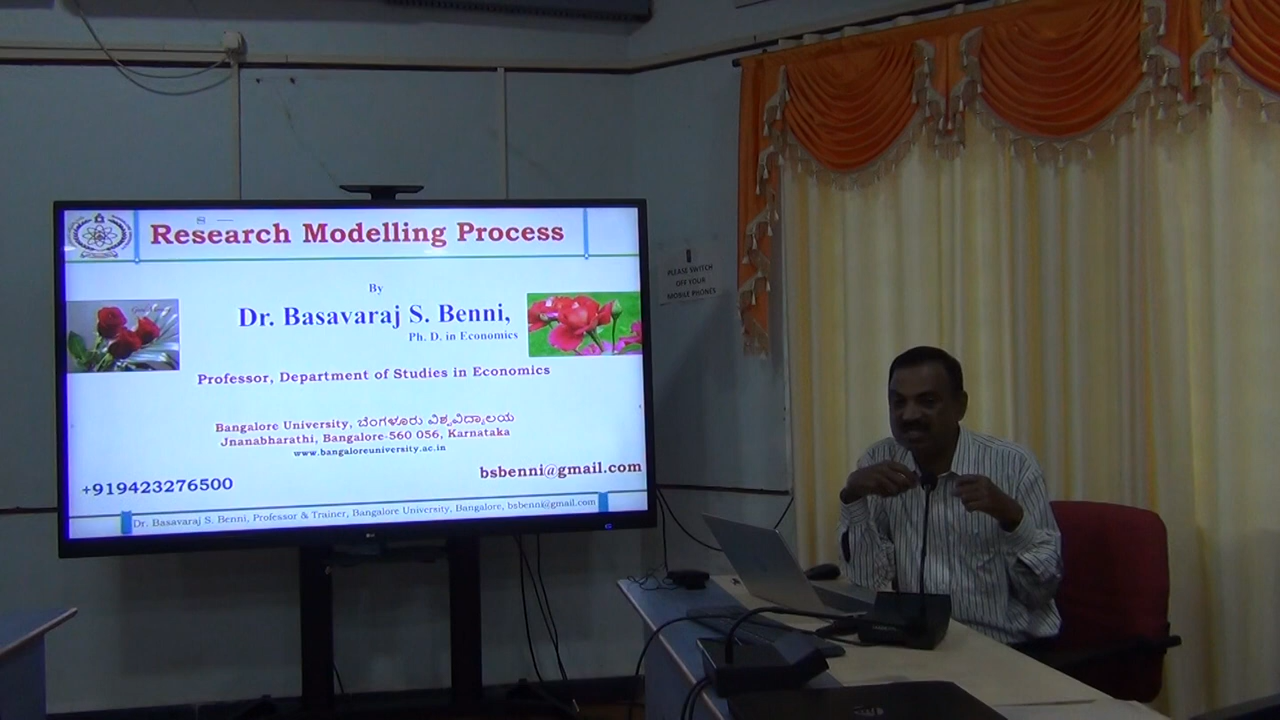 Research Modelling Process
By
Dr. Basavaraj S. Benni,
Ph. D. in Economics
Professor, Department of Studies in Economics
Bangalore University, ಬೆಂಗಳೂರು ವಿಶ್ವವಿದ್ಯಾಲಯ
Jnanabharathi, Bangalore-560 056, Karnataka
www.bangaloreuniversity.ac.in
+919423276500
bsbenni@gmail.com
Dr. Basavaraj S. Benni, Professor & Trainer, Bangalore University, Bangalore, bsbenni@gmail.com
PLEASE SWITCH
OFF YOUR
MOBILE PHONES